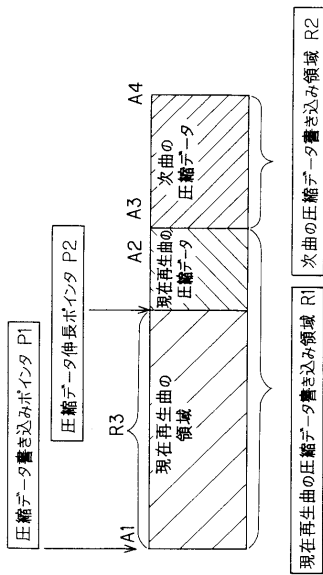 圧縮データ書き込みポインタ P1
圧縮データ伸長ポインタ P2
R3
A1
A2
A3
A4
現在再生曲の
領域
現在再生曲の
圧縮データ
次曲の
圧縮データ
現在再生曲の圧縮データ書き込み領域 R1
次曲の圧縮データ書き込み領域 R2